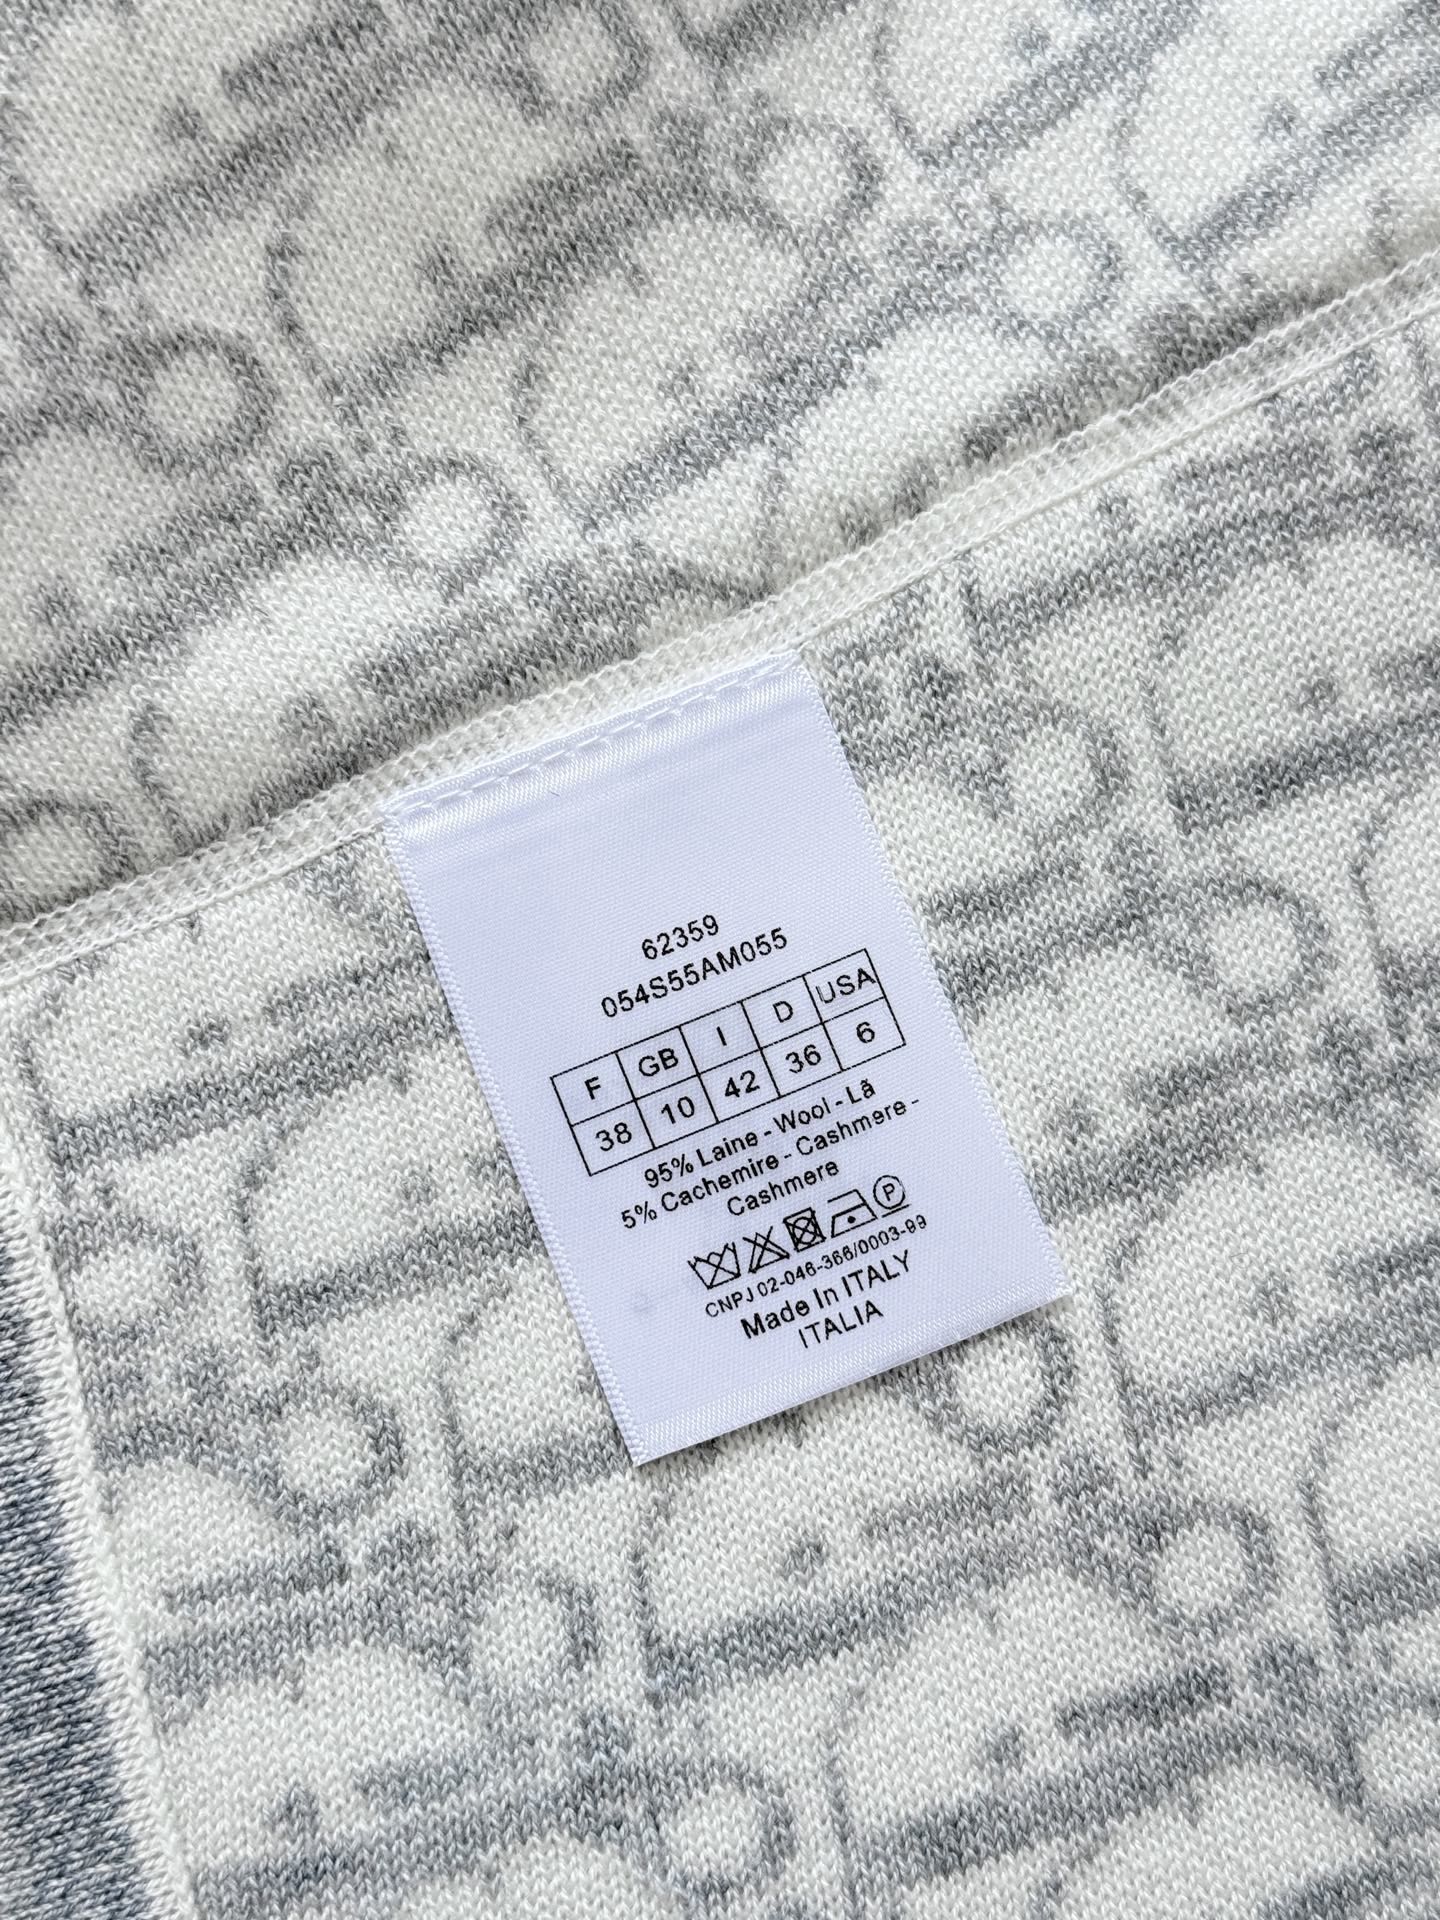 62359
054S55AM055
F GB I D USA
38 10 42 36 6
95% Laine - Wool - Lã
5% Cachemire - Cashmere -
Cashmere
P
CNPJ 02-046-366/0003-99
Made In ITALY
ITALIA